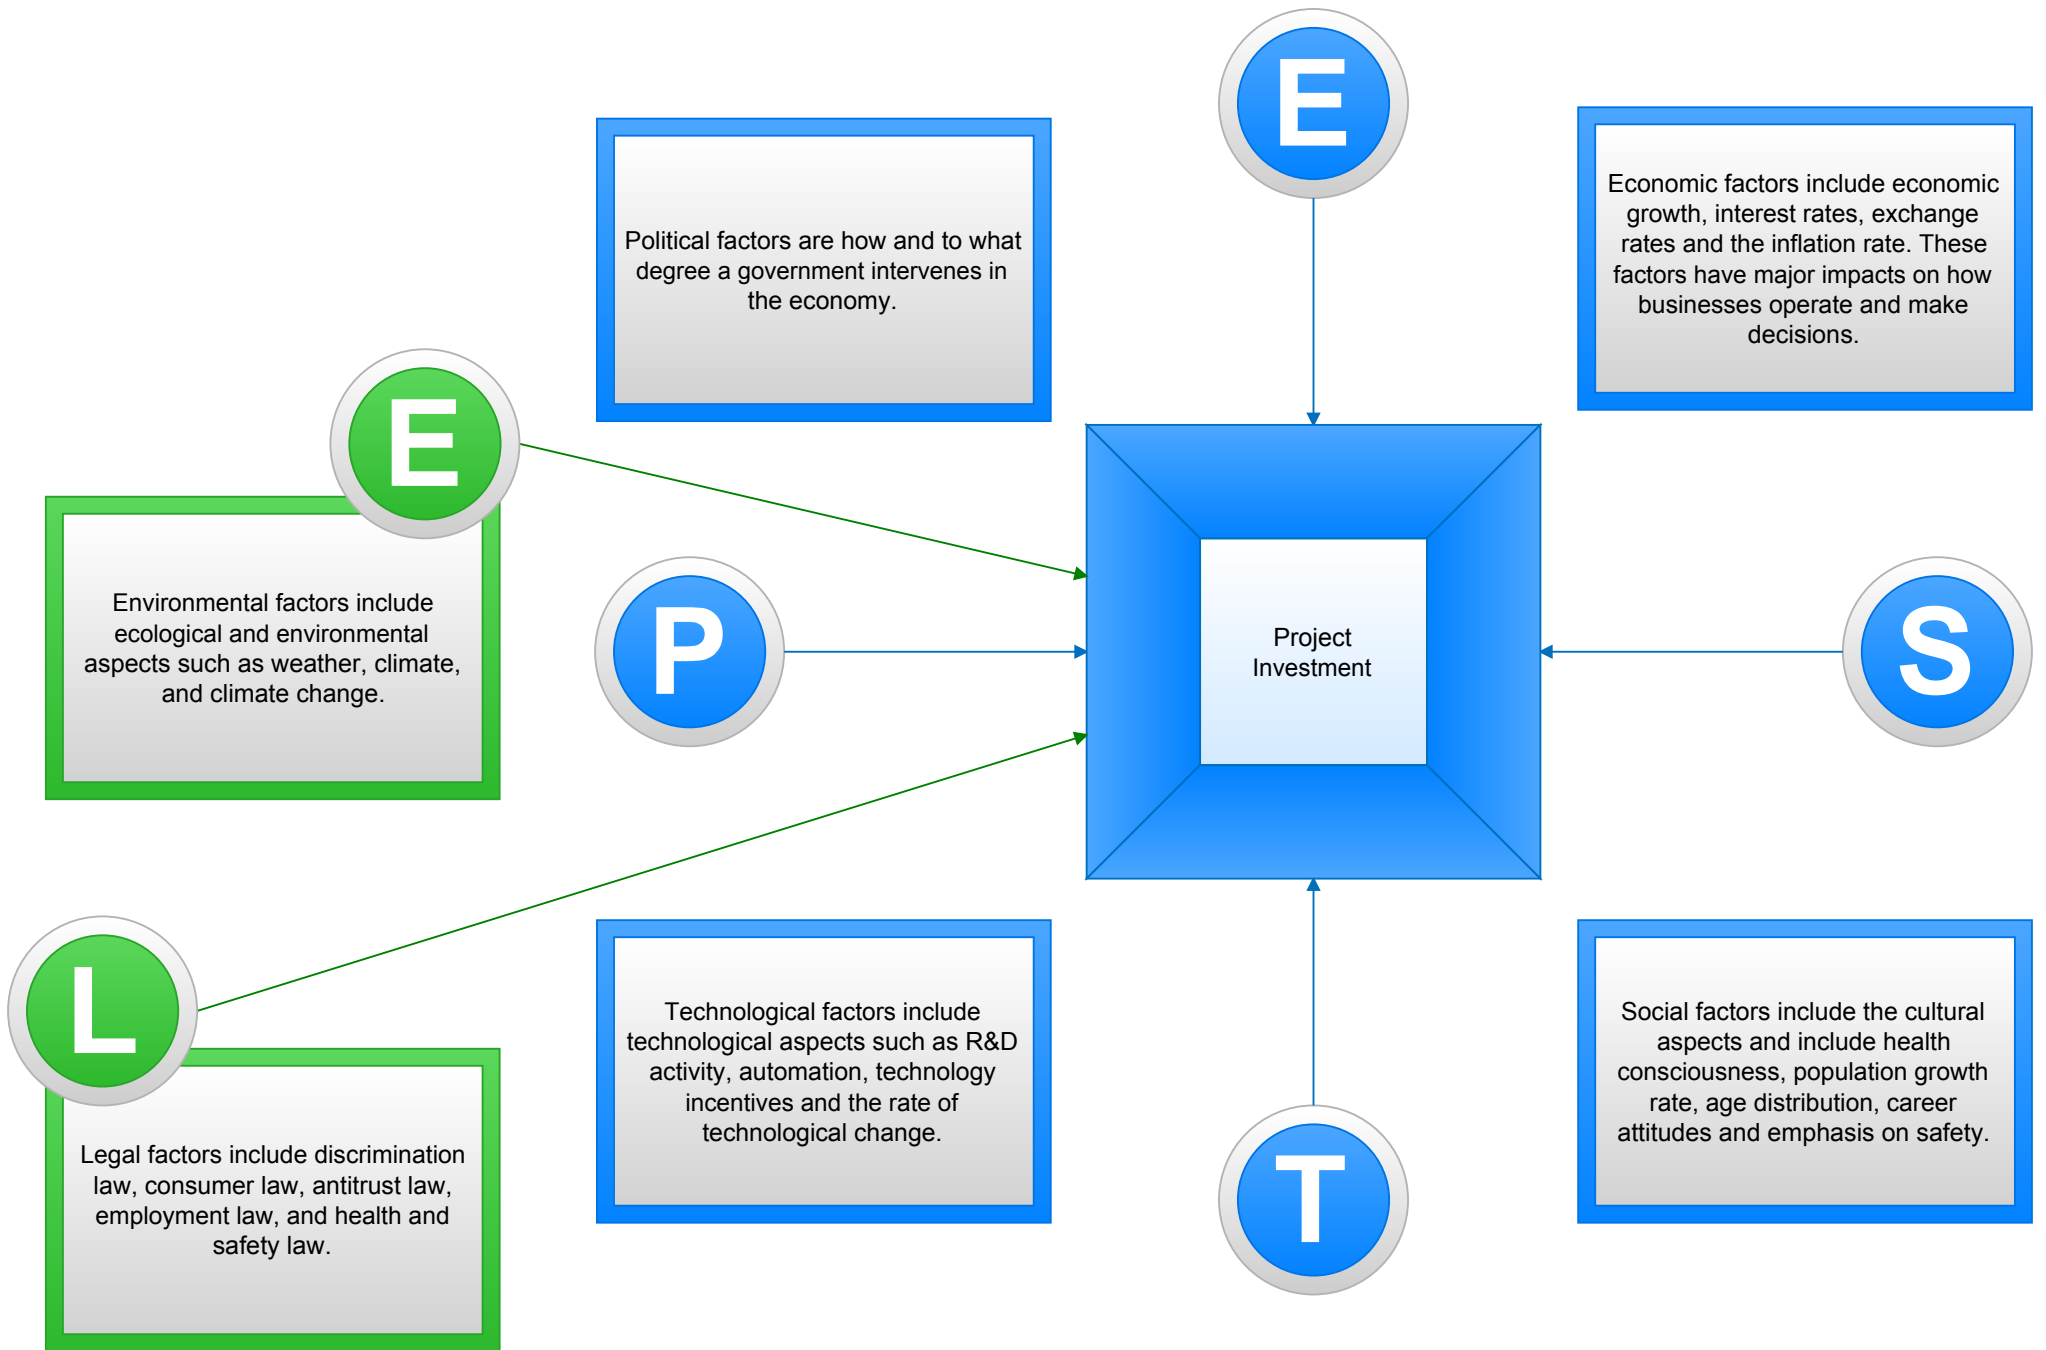 E
Political factors are how and to what
degree a government intervenes in
the economy.
Economic factors include economic
growth, interest rates, exchange
rates and the inflation rate. These
factors have major impacts on how
businesses operate and make
decisions.
E
Environmental factors include
ecological and environmental
aspects such as weather, climate,
and climate change.
P
Project
Investment
S
L
Legal factors include discrimination
law, consumer law, antitrust law,
employment law, and health and
safety law.
Technological factors include
technological aspects such as R&D
activity, automation, technology
incentives and the rate of
technological change.
T
Social factors include the cultural
aspects and include health
consciousness, population growth
rate, age distribution, career
attitudes and emphasis on safety.